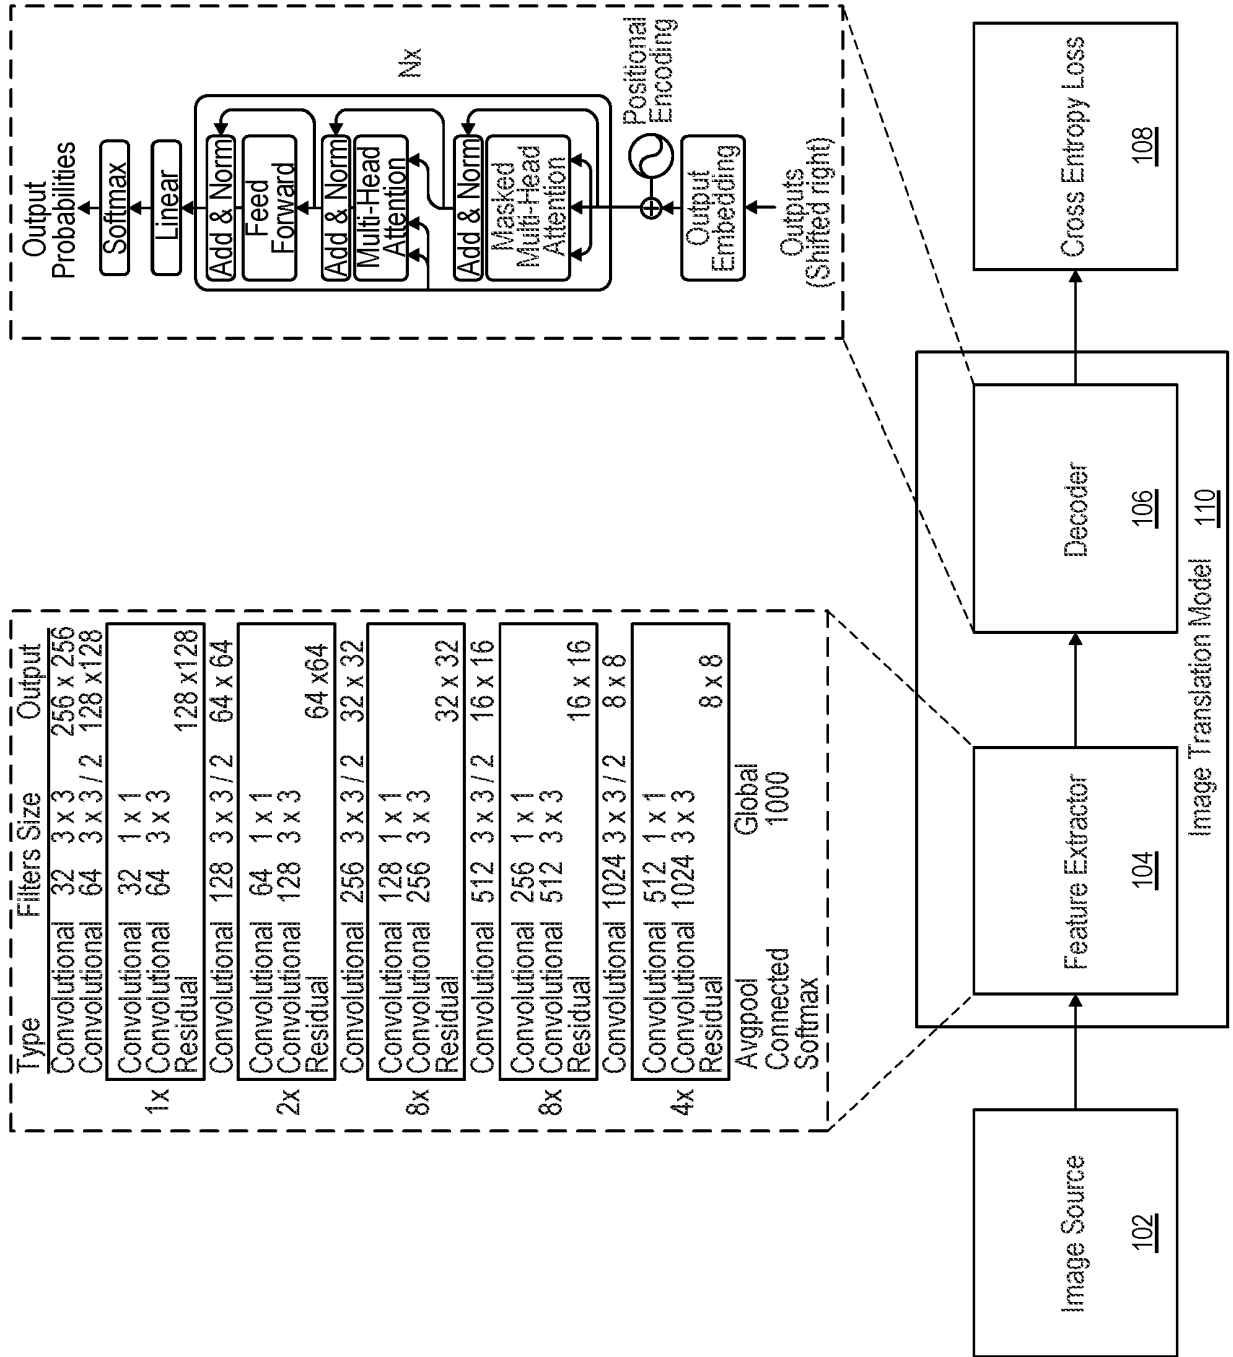 Type Filters Size Output
Convolutional 32 3 x 3 256 x 256
Convolutional 64 3 x 3 / 2 128 x128
1x
Convolutional 32 1 x 1
Convolutional 64 3 x 3
Residual 128 x128
Convolutional 128 3 x 3 / 2 64 x 64
2x
Convolutional 64 1 x 1
Convolutional 128 3 x 3
Residual 64 x64
Convolutional 256 3 x 3 / 2 32 x 32
8x
Convolutional 128 1 x 1
Convolutional 256 3 x 3
Residual 32 x 32
Convolutional 512 3 x 3 / 2 16 x 16
8x
Convolutional 256 1 x 1
Convolutional 512 3 x 3
Residual 16 x 16
Convolutional 1024 3 x 3 / 2 8 x 8
4x
Convolutional 512 1 x 1
Convolutional 1024 3 x 3
Residual 8 x 8
Avgpool Global
Connected 1000
Softmax
Output
Probabilities
Softmax
Linear
Add & Norm
Feed
Forward
Add & Norm
Multi-Head
Attention
Nx
Add & Norm
Masked
Multi-Head
Attention
Positional
Encoding
Output
Embedding
Outputs
(Shifted right)
Image Source
102
Feature Extractor
104
Decoder
106
Image Translation Model 110
Cross Entropy Loss
108